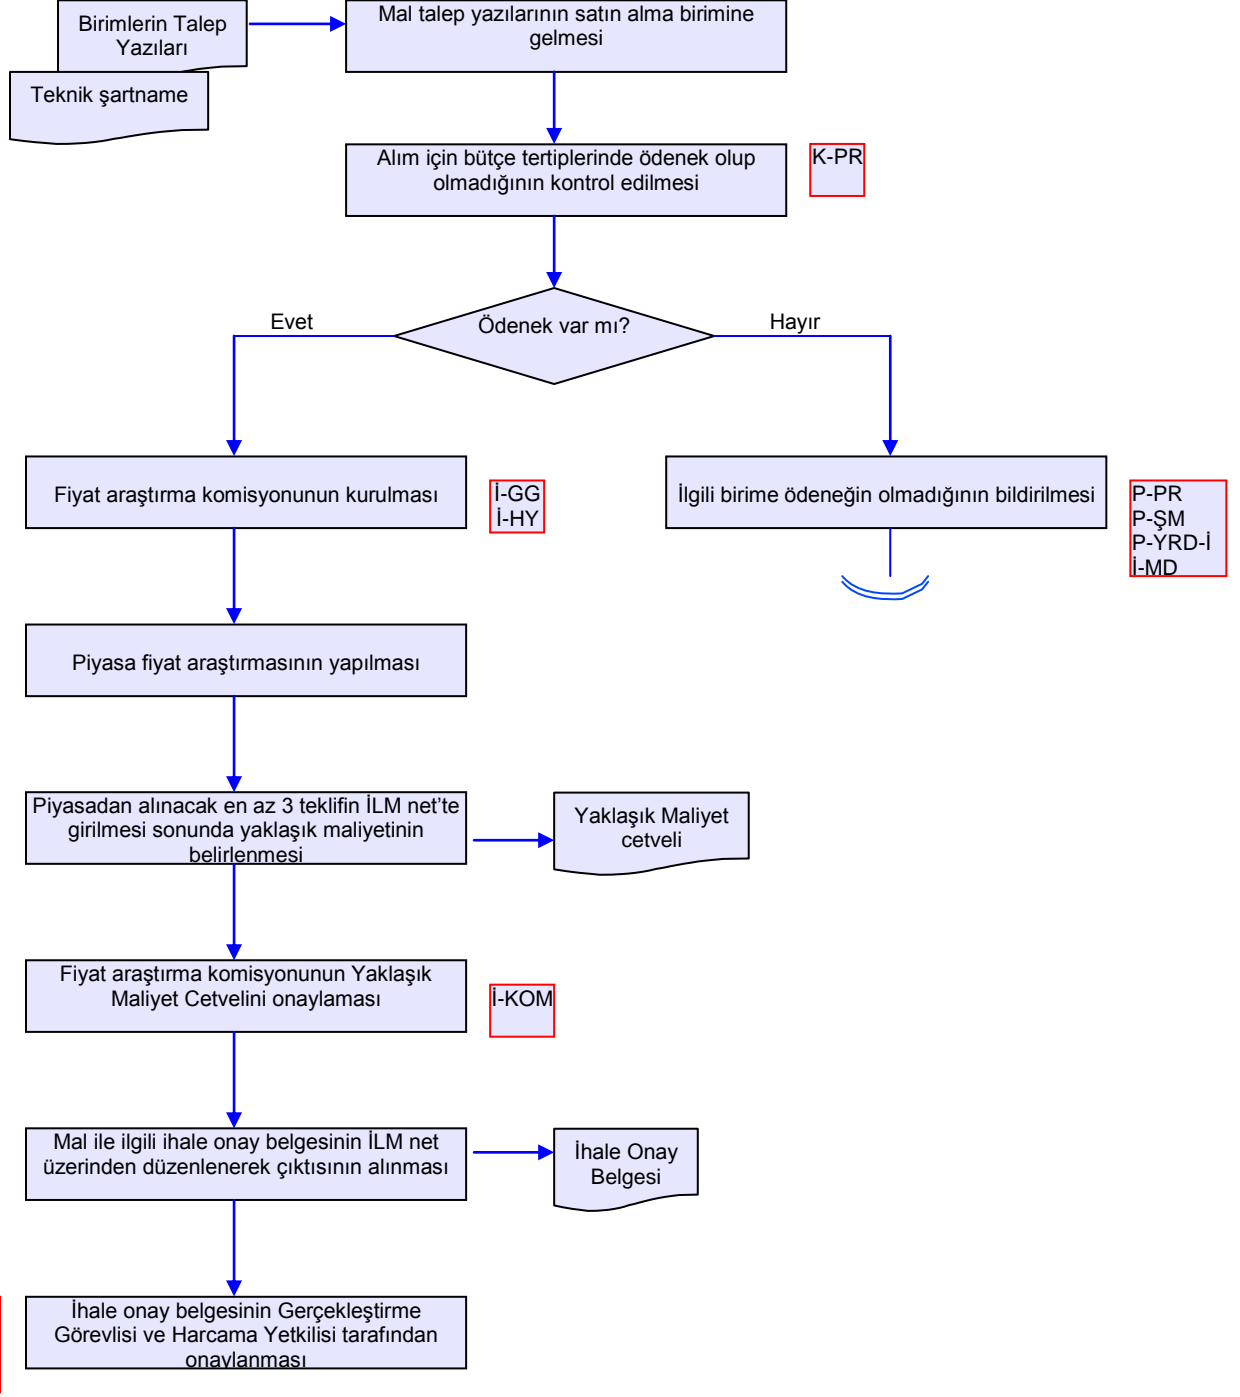 Birimlerin Talep
Yazıları
Mal talep yazılarının satın alma birimine
gelmesi
Teknik şartname
Alım için bütçe tertiplerinde ödenek olup
olmadığının kontrol edilmesi
K-PR
Ödenek var mı?
Evet
Hayır
Fiyat araştırma komisyonunun kurulması
İ-GG
İ-HY
İlgili birime ödeneğin olmadığının bildirilmesi
P-PR
P-ŞM
P-YRD-İ
İ-MD
Piyasa fiyat araştırmasının yapılması
Piyasadan alınacak en az 3 teklifin İLM net’te
girilmesi sonunda yaklaşık maliyetinin
belirlenmesi
Yaklaşık Maliyet
cetveli
Fiyat araştırma komisyonunun Yaklaşık
Maliyet Cetvelini onaylaması
İ-KOM
Mal ile ilgili ihale onay belgesinin İLM net
üzerinden düzenlenerek çıktısının alınması
İhale Onay
Belgesi
İhale onay belgesinin Gerçekleştirme
Görevlisi ve Harcama Yetkilisi tarafından
onaylanması